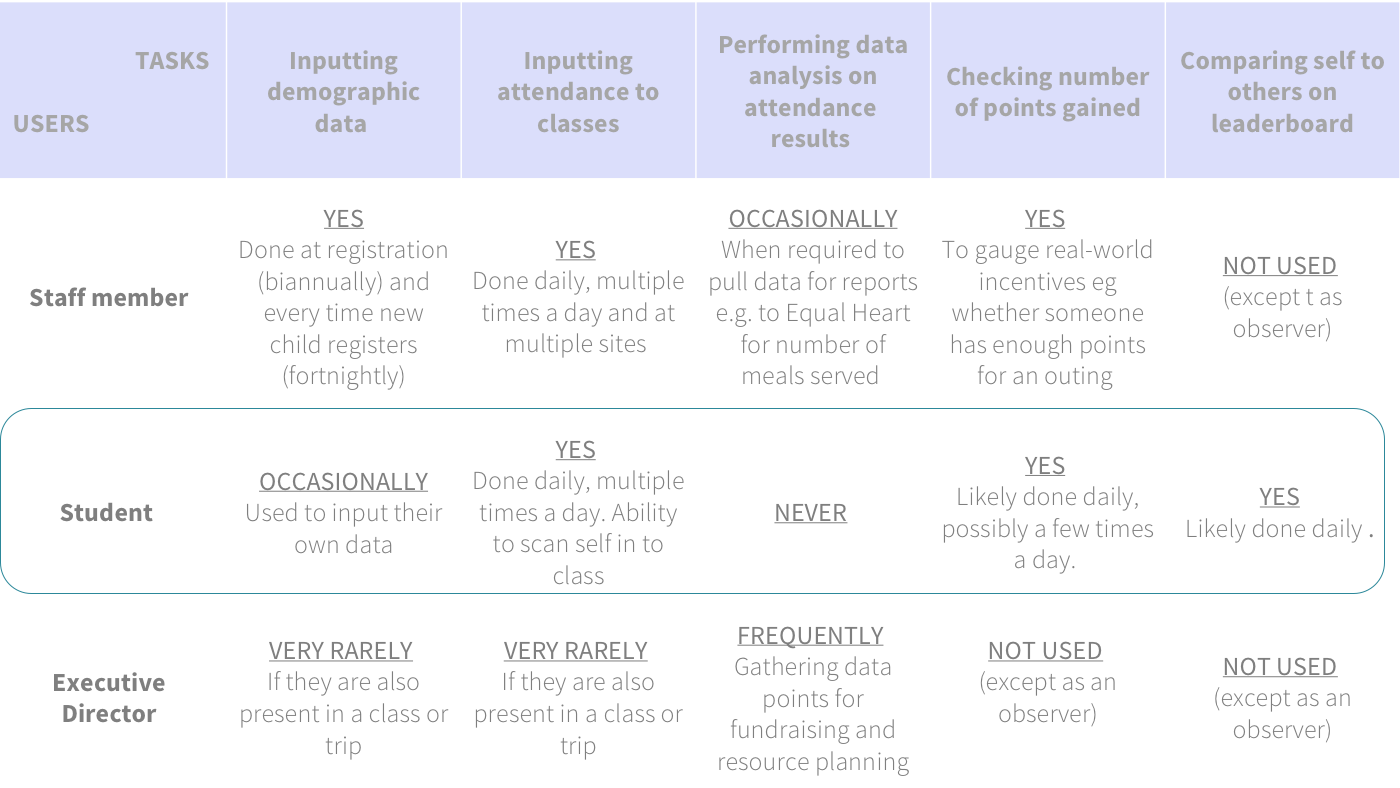 TASKS
USERS
Inputting
demographic
data
Inputting
attendance to
classes
Performing data
analysis on
attendance
results
Checking number
of points gained
Comparing self to
others on
leaderboard
Staff member
YES
Done at registration
(biannually) and
every time new
child registers
(fortnightly)
YES
Done daily, multiple
times a day and at
multiple sites
OCCASIONALLY
When required to
pull data for reports
e.g. to Equal Heart
for number of
meals served
YES
To gauge real-world
incentives eg
whether someone
has enough points
for an outing
NOT USED
(except t as
observer)
Student
OCCASIONALLY
Used to input their
own data
YES
Done daily, multiple
times a day. Ability
to scan self in to
class
NEVER
YES
Likely done daily,
possibly a few times
a day.
YES
Likely done daily .
Executive
Director
VERY RARELY
If they are also
present in a class or
trip
VERY RARELY
If they are also
present in a class or
trip
FREQUENTLY
Gathering data
points for
fundraising and
resource planning
NOT USED
(except as an
observer)
NOT USED
(except as an
observer)